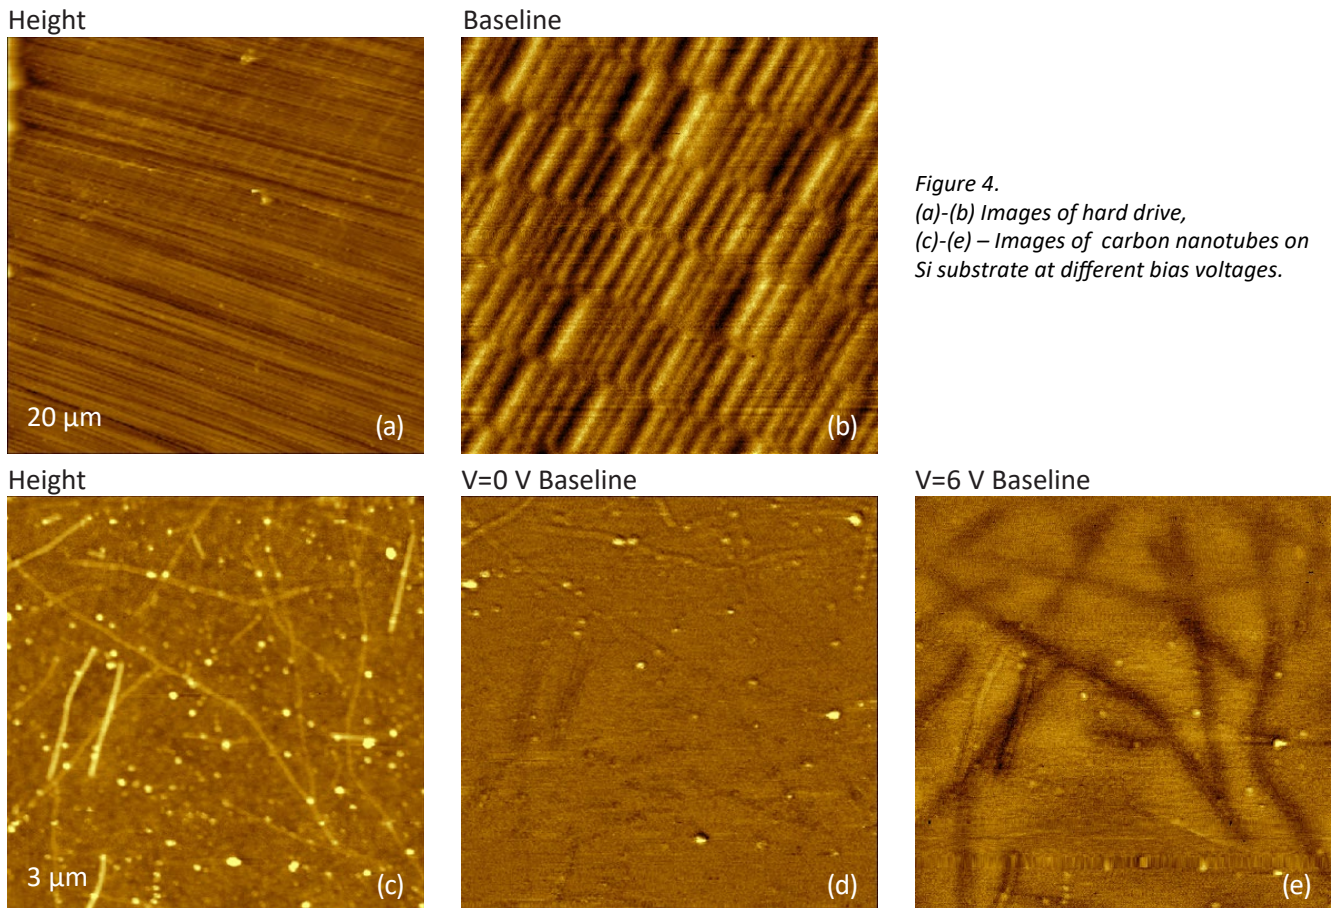 Height
Baseline
20 µm
(a)
(b)
Figure 4.
(a)-(b) Images of hard drive,
(c)-(e) – Images of  carbon nanotubes on
Si substrate at different bias voltages.
Height
V=0 V Baseline
V=6 V Baseline
3 µm
(c)
(d)
(e)